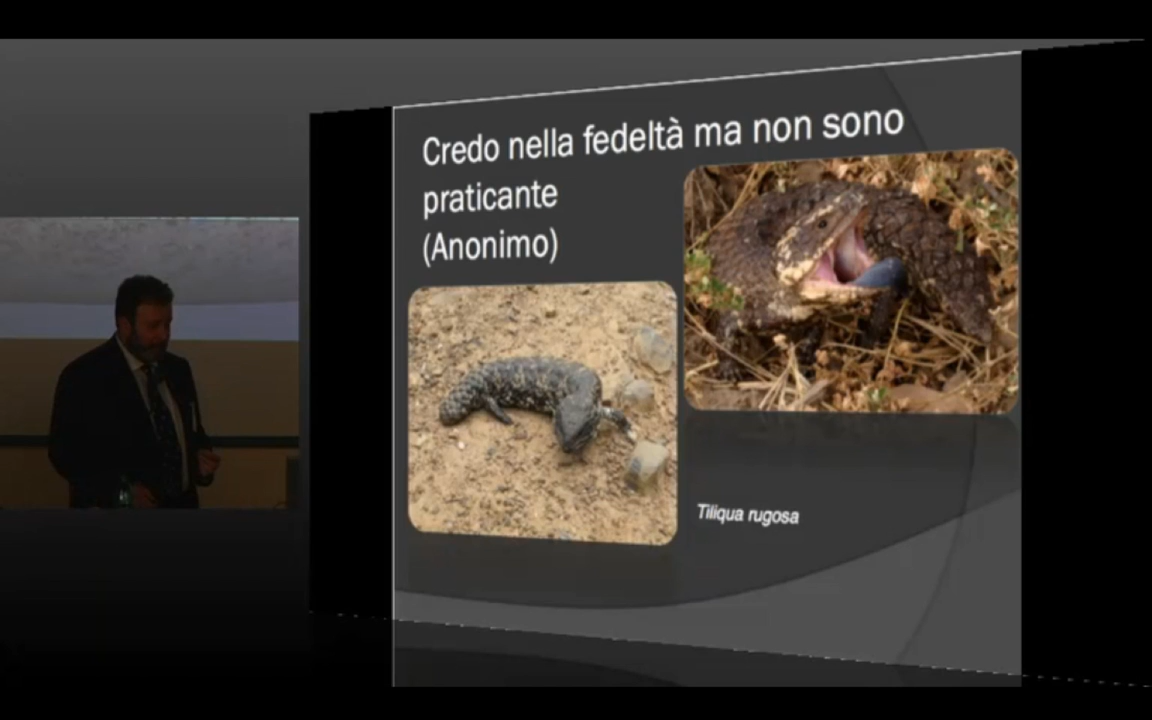 Credo nella fedeltà ma non sono
praticante
(Anonimo)
Tiliqua rugosa